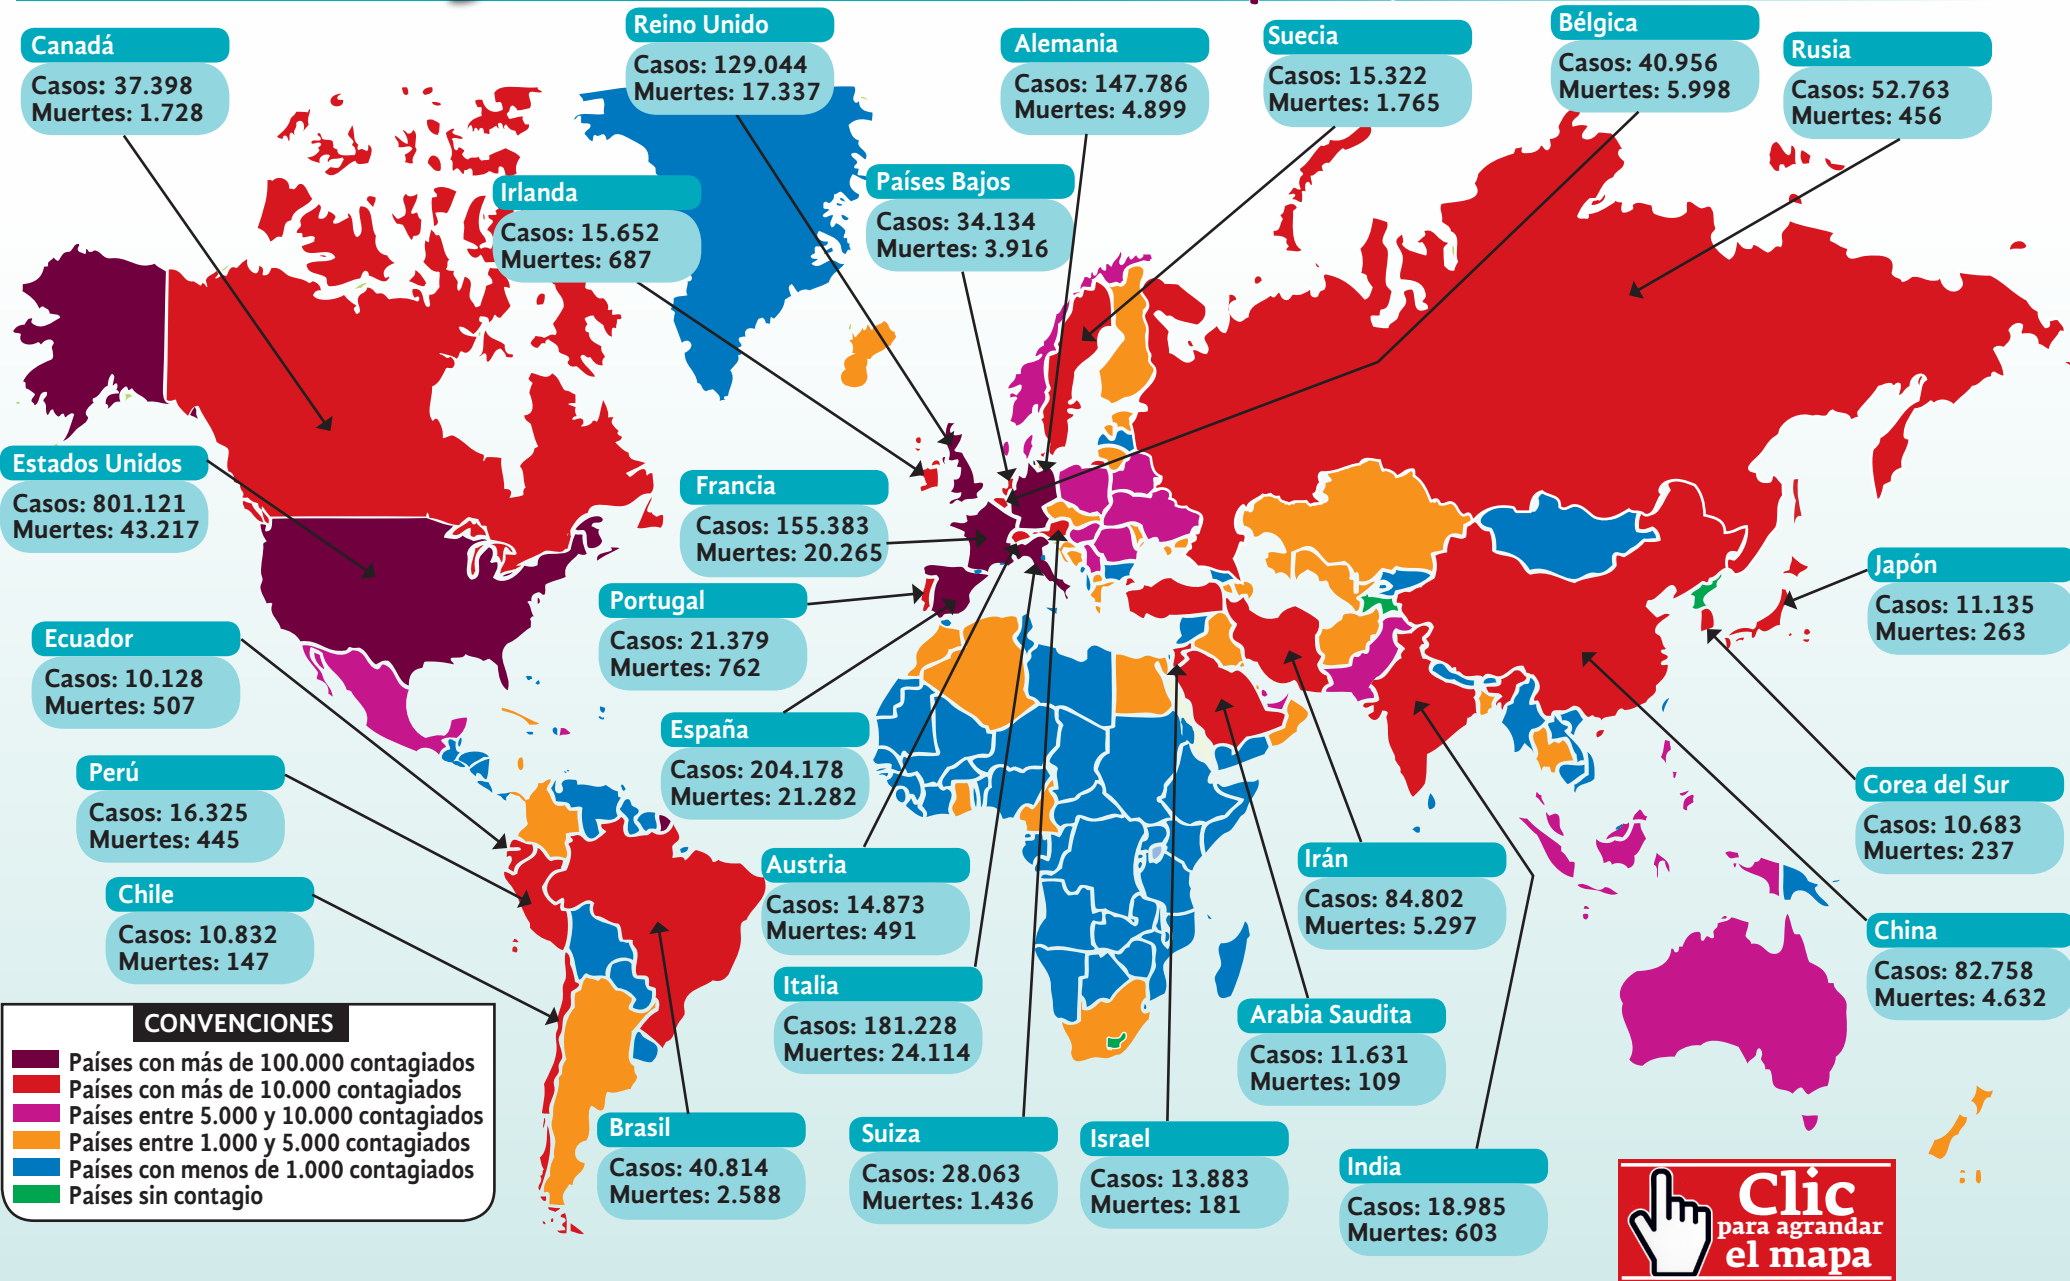 Canadá
Casos: 37.398
Muertes: 1.728
Reino Unido
Casos: 129.044
Muertes: 17.337
Alemania
Casos: 147.786
Muertes: 4.899
Suecia
Casos: 15.322
Muertes: 1.765
Bélgica
Casos: 40.956
Muertes: 5.998
Rusia
Casos: 52.763
Muertes: 456
Irlanda
Casos: 15.652
Muertes: 687
Países Bajos
Casos: 34.134
Muertes: 3.916
Estados Unidos
Casos: 801.121
Muertes: 43.217
Francia
Casos: 155.383
Muertes: 20.265
Japón
Casos: 11.135
Muertes: 263
Portugal
Casos: 21.379
Muertes: 762
Ecuador
Casos: 10.128
Muertes: 507
España
Casos: 204.178
Muertes: 21.282
Perú
Casos: 16.325
Muertes: 445
Corea del Sur
Casos: 10.683
Muertes: 237
Austria
Casos: 14.873
Muertes: 491
Irán
Casos: 84.802
Muertes: 5.297
Chile
Casos: 10.832
Muertes: 147
China
Casos: 82.758
Muertes: 4.632
Italia
Casos: 181.228
Muertes: 24.114
Arabia Saudita
Casos: 11.631
Muertes: 109
CONVENCIONES
Países con más de 100.000 contagiados
Países con más de 10.000 contagiados
Países entre 5.000 y 10.000 contagiados
Países entre 1.000 y 5.000 contagiados
Países con menos de 1.000 contagiados
Países sin contagio
Brasil
Casos: 40.814
Muertes: 2.588
Suiza
Casos: 28.063
Muertes: 1.436
Israel
Casos: 13.883
Muertes: 181
India
Casos: 18.985
Muertes: 603
Clic
para agrandar
el mapa